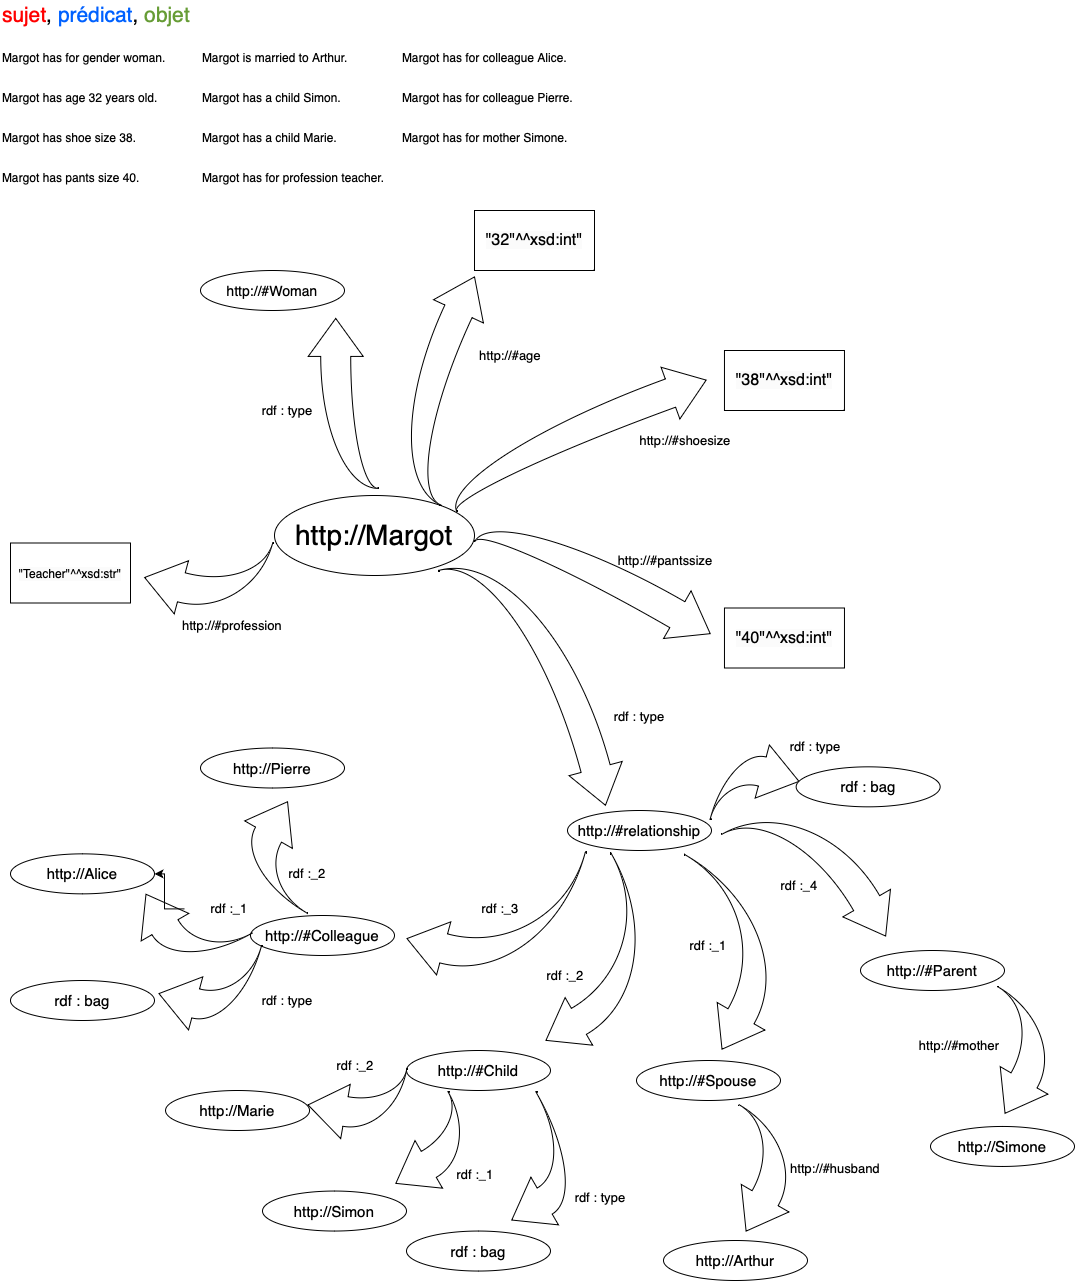 sujet, prédicat, objet
Margot has for gender woman.
Margot is married to Arthur.
Margot has for colleague Alice.
Margot has age 32 years old.
Margot has a child Simon.
Margot has for colleague Pierre.
Margot has shoe size 38.
Margot has a child Marie.
Margot has for mother Simone.
Margot has pants size 40.
Margot has for profession teacher.
"32"^^xsd:int"
http://#Woman
http://#age
"38"^^xsd:int"
rdf : type
http://#shoesize
http://Margot
http://#pantssize
"Teacher"^^xsd:str"
http://#profession
"40"^^xsd:int"
rdf : type
rdf : type
http://Pierre
rdf : bag
http://#relationship
http://Alice
rdf :_2
rdf :_4
rdf :_1
rdf :_3
http://#Colleague
rdf :_1
rdf :_2
http://#Parent
rdf : bag
rdf : type
http://#mother
rdf :_2
http://#Child
http://#Spouse
http://Marie
http://Simone
rdf :_1
http://#husband
rdf : type
http://Simon
rdf : bag
http://Arthur